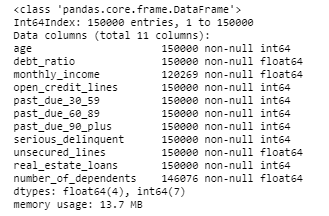 <class 'pandas.core.frame.DataFrame'>
Int64Index: 150000 entries, 1 to 150000
Data columns (total 11 columns):
age                     150000 non-null int64
debt_ratio              150000 non-null float64
monthly_income          120269 non-null float64
open_credit_lines       150000 non-null int64
past_due_30_59          150000 non-null int64
past_due_60_89          150000 non-null int64
past_due_90_plus        150000 non-null int64
serious_delinquent      150000 non-null int64
unsecured_lines         150000 non-null float64
real_estate_loans       150000 non-null int64
number_of_dependents    146076 non-null float64
dtypes: float64(4), int64(7)
memory usage: 13.7 MB